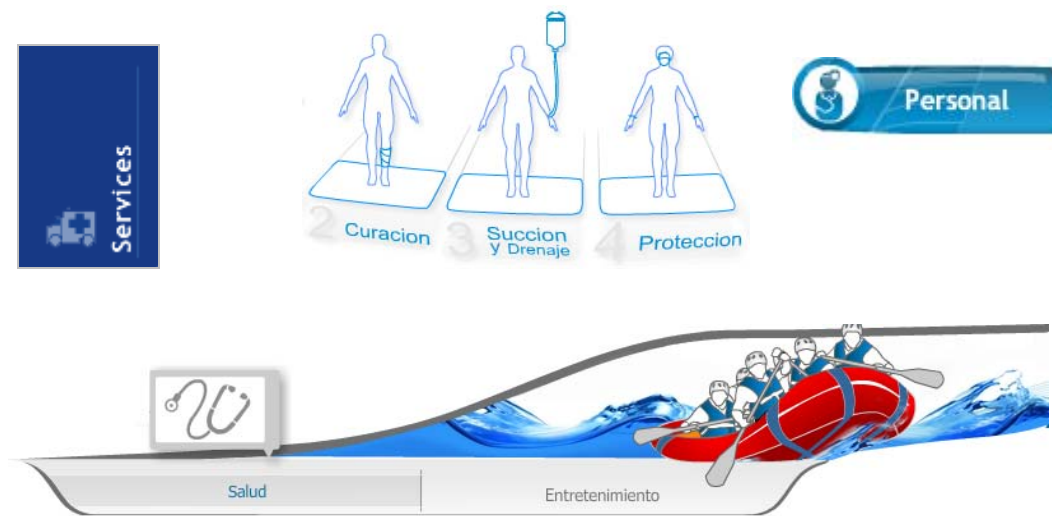 Services
2 Curacion
3 Succion
y Drenaje
4 Proteccion
Personal
Salud
Entretenimiento